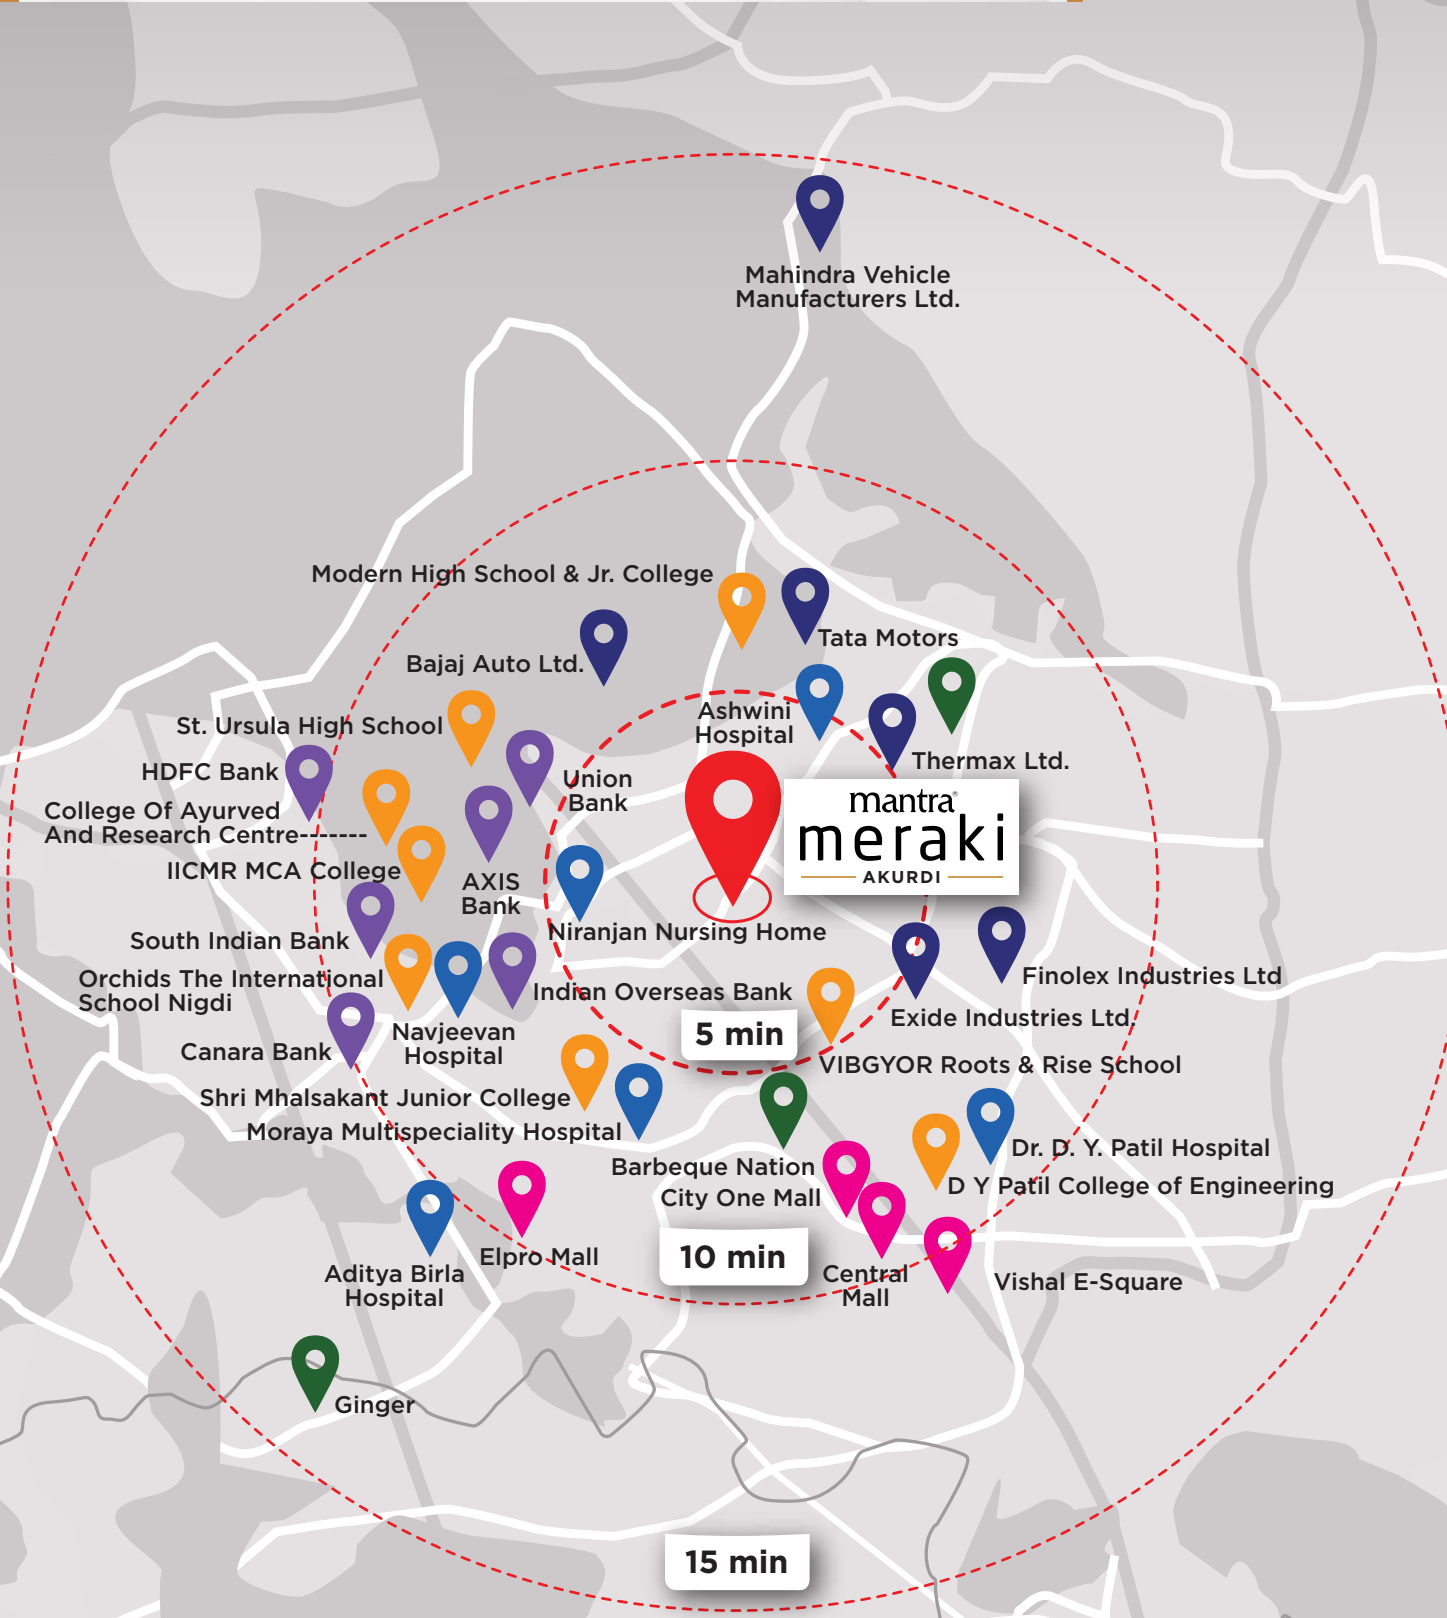 Mahindra Vehicle
Manufacturers Ltd.
Modern High School & Jr. College
Tata Motors
Bajaj Auto Ltd.
Ashwini
Hospital
St. Ursula High School
Thermax Ltd.
HDFC Bank
Union
Bank
College Of Ayurved
And Research Centre-------
mantra®
meraki
AKURDI
IICMR MCA College
AXIS
Bank
Niranjan Nursing Home
South Indian Bank
Orchids The International
School Nigdi
Finolex Industries Ltd
Indian Overseas Bank
Exide Industries Ltd.
5 min
Navjeevan
Hospital
Canara Bank
VIBGYOR Roots & Rise School
Shri Mhalsakant Junior College
Moraya Multispeciality Hospital
Dr. D. Y. Patil Hospital
Barbeque Nation
D Y Patil College of Engineering
City One Mall
10 min
Elpro Mall
Aditya Birla
Hospital
Central
Mall
Vishal E-Square
Ginger
15 min